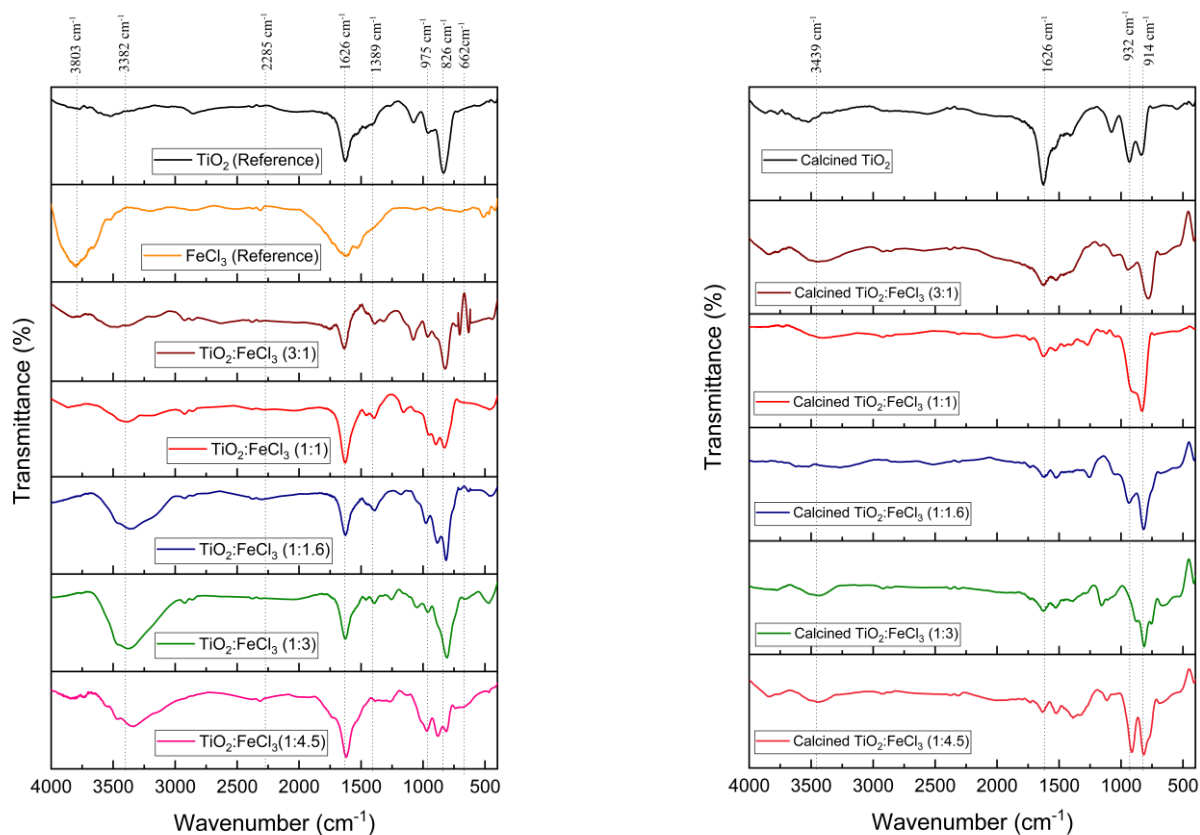 3803 cm⁻¹
3382 cm⁻¹
2285 cm⁻¹
1626 cm⁻¹
1389 cm⁻¹
975 cm⁻¹
826 cm⁻¹
662cm⁻¹
TiO₂ (Reference)
FeCl₃ (Reference)
TiO₂:FeCl₃ (3:1)
TiO₂:FeCl₃ (1:1)
TiO₂:FeCl₃ (1:1.6)
TiO₂:FeCl₃ (1:3)
TiO₂:FeCl₃(1:4.5)
Transmittance (%)
4000 3500 3000 2500 2000 1500 1000 500
Wavenumber (cm⁻¹)
3439 cm⁻¹
1626 cm⁻¹
932 cm⁻¹
914 cm⁻¹
Calcined TiO₂
Calcined TiO₂:FeCl₃ (3:1)
Calcined TiO₂:FeCl₃ (1:1)
Calcined TiO₂:FeCl₃ (1:1.6)
Calcined TiO₂:FeCl₃ (1:3)
Calcined TiO₂:FeCl₃ (1:4.5)
Transmittance (%)
4000 3500 3000 2500 2000 1500 1000 500
Wavenumber (cm⁻¹)